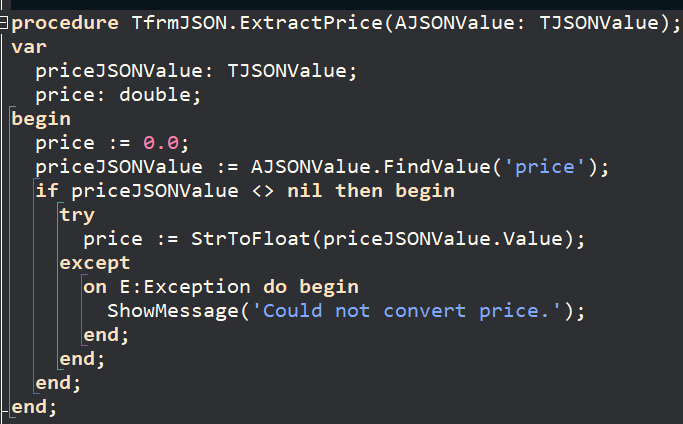 procedure TfrmJSON.ExtractPrice(AJSONValue: TJSONValue);
var
  priceJSONValue: TJSONValue;
  price: double;
begin
  price := 0.0;
  priceJSONValue := AJSONValue.FindValue('price');
  if priceJSONValue <> nil then begin
    try
      price := StrToFloat(priceJSONValue.Value);
    except
      on E:Exception do begin
        ShowMessage('Could not convert price.');
      end;
    end;
  end;
end;